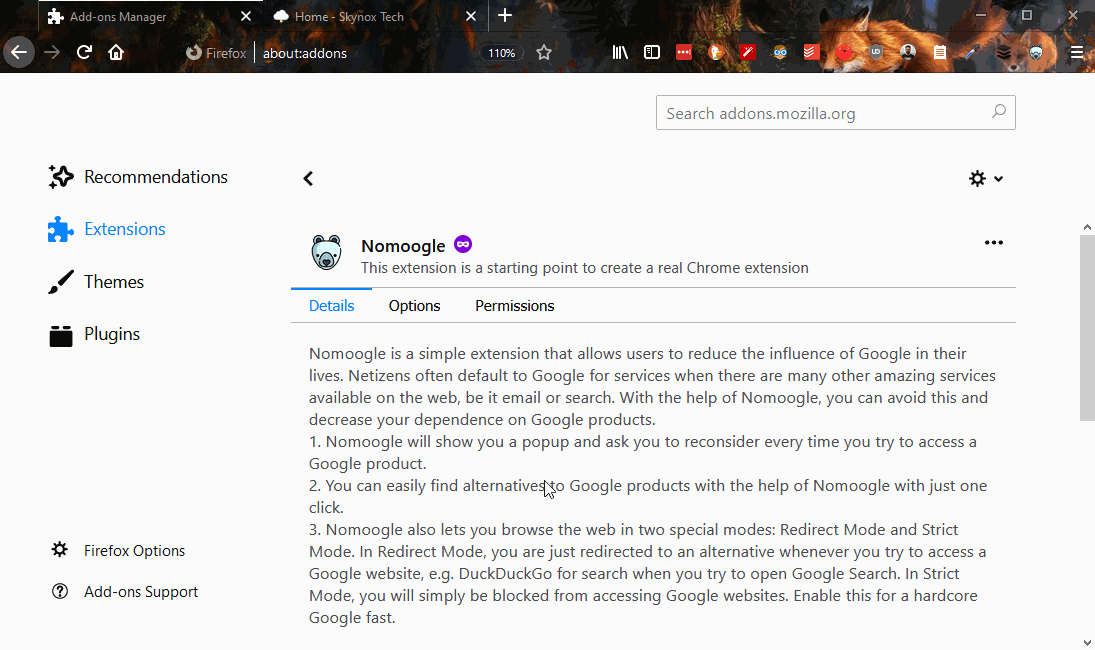 Add-ons Manager
Home - Skynox Tech
Firefox
about:addons
110%
UD
Search addons.mozilla.org
Recommendations
Extensions
Themes
Plugins
Firefox Options
Add-ons Support
Nomoogle
This extension is a starting point to create a real Chrome extension
Details Options Permissions
Nomoogle is a simple extension that allows users to reduce the influence of Google in their
lives. Netizens often default to Google for services when there are many other amazing services
available on the web, be it email or search. With the help of Nomoogle, you can avoid this and
decrease your dependence on Google products.
1. Nomoogle will show you a popup and ask you to reconsider every time you try to access a
Google product.
2. You can easily find alternatives to Google products with the help of Nomoogle with just one
click.
3. Nomoogle also lets you browse the web in two special modes: Redirect Mode and Strict
Mode. In Redirect Mode, you are just redirected to an alternative whenever you try to access a
Google website, e.g. DuckDuckGo for search when you try to open Google Search. In Strict
Mode, you will simply be blocked from accessing Google websites. Enable this for a hardcore
Google fast.